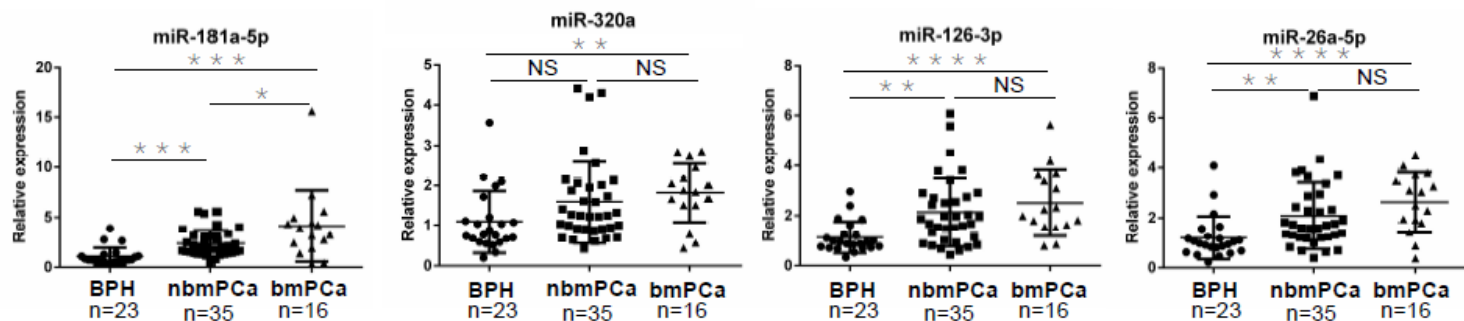 miR-181a-5p
Relative expression
20
15
10
5
0
***
*
***
BPH nbmPCa bmPCa
n=23 n=35 n=16
miR-320a
Relative expression
5
4
3
2
1
0
**
NS NS
BPH nbmPCa bmPCa
n=23 n=35 n=16
miR-126-3p
Relative expression
8
6
4
2
0
****
** NS
BPH nbmPCa bmPCa
n=23 n=35 n=16
miR-26a-5p
Relative expression
8
6
4
2
0
****
** NS
BPH nbmPCa bmPCa
n=23 n=35 n=16